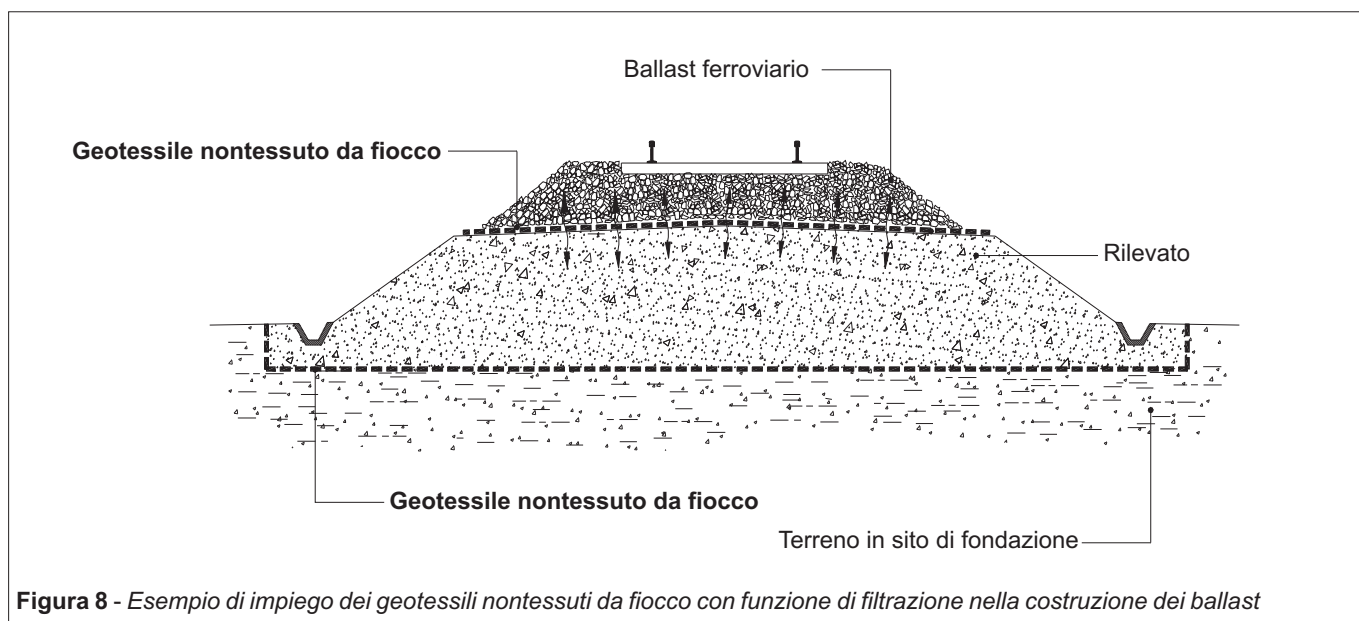 Ballast ferroviario
Geotessile nontessuto da fiocco
Rilevato
Geotessile nontessuto da fiocco
Terreno in sito di fondazione
Figura 8 - Esempio di impiego dei geotessili nontessuti da fiocco con funzione di filtrazione nella costruzione dei ballast